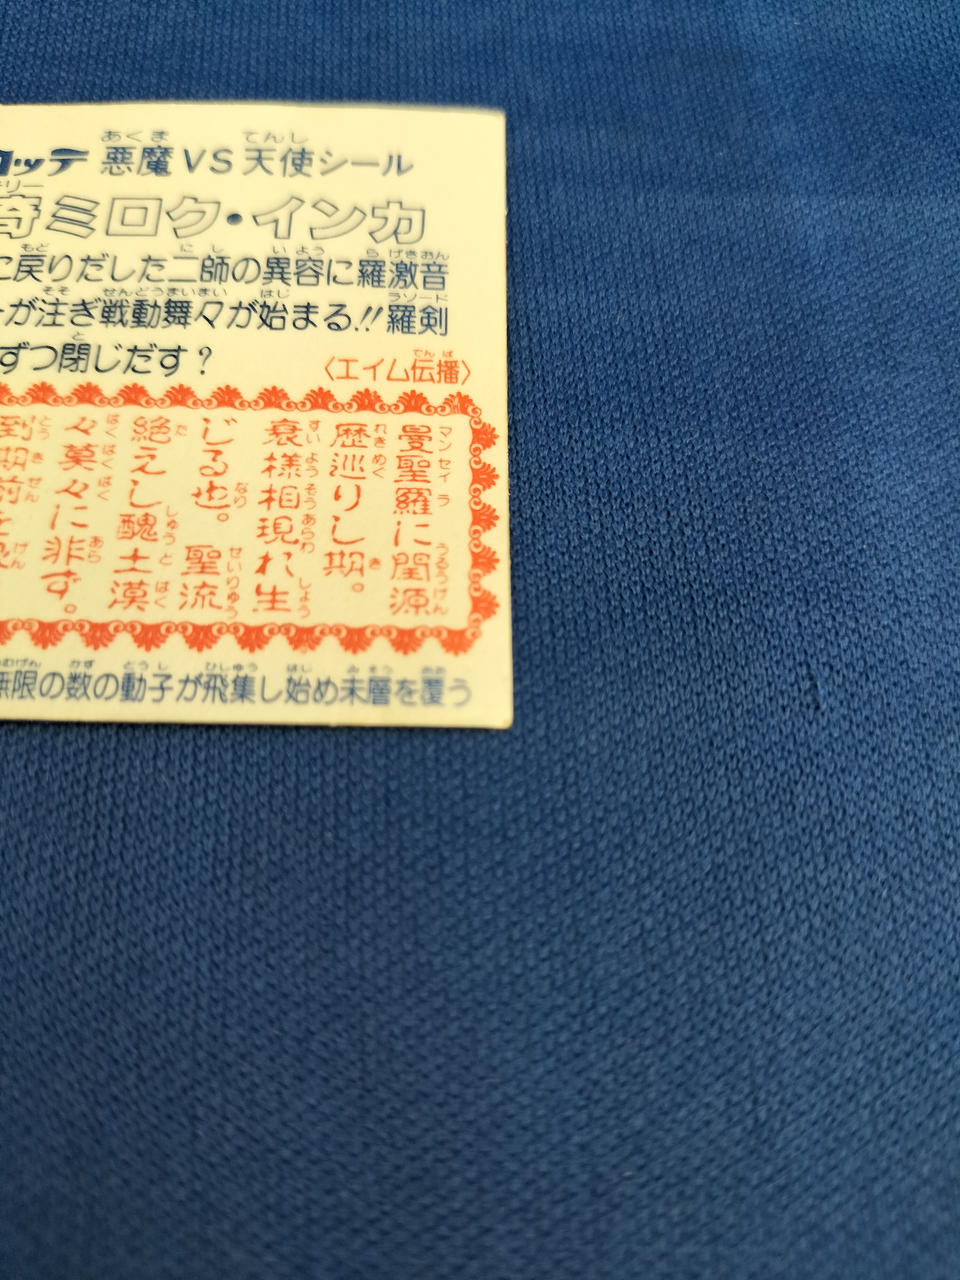 ロッテ 悪魔VS天使シール
奇ミロク・インカ
に戻りだした二師の異容に羅激音
が注ぎ戦動舞々が始まる!!羅剣
ずつ閉じだす?
〈エイム伝播〉
曼聖羅に閏源
歴巡りし期。
衰様相現れ生
じる也。聖流
絶えし醜土漠
々莫々に非ず。
到期前を
無限の数の動子が飛集し始め末層を覆う